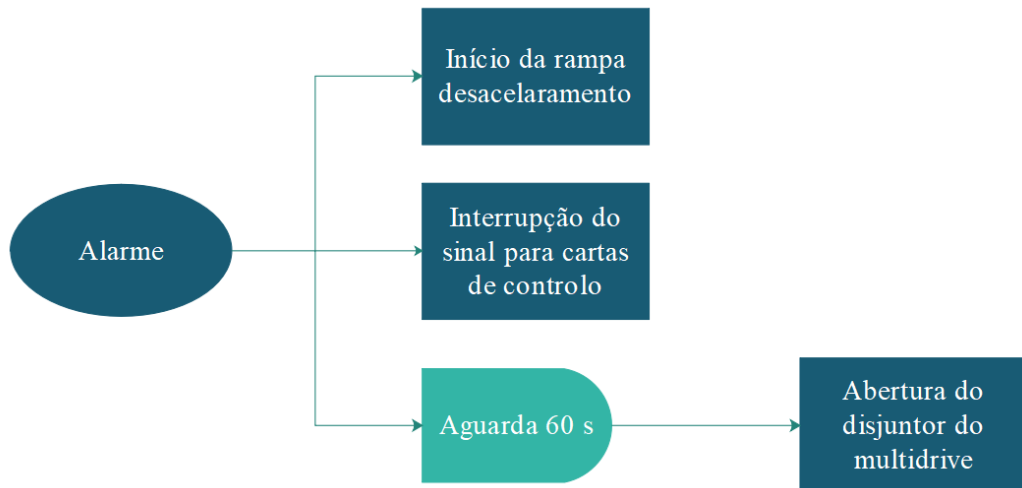 Início da rampa
desacelaramento
Interrupção do
sinal para cartas
de controlo
Alarme
Aguarda 60 s
Abertura do
disjuntor do
multidrive